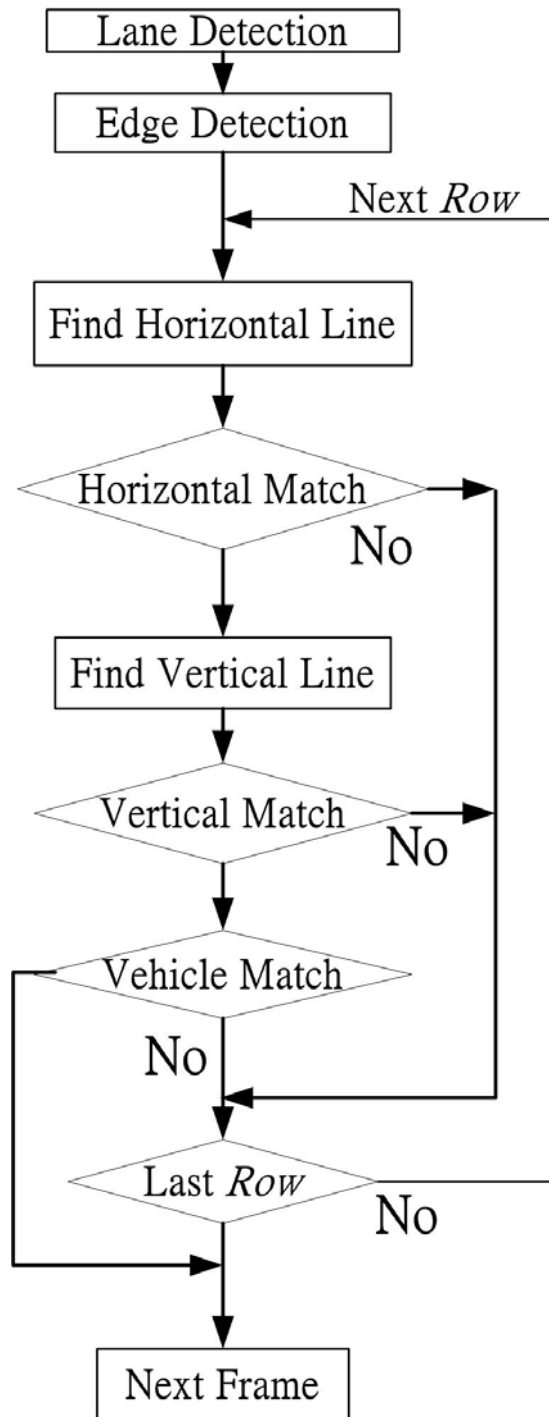 Lane Detection
Edge Detection
Next Row
Find Horizontal Line
Horizontal Match
No
Find Vertical Line
Vertical Match
No
Vehicle Match
No
Last Row
No
Next Frame